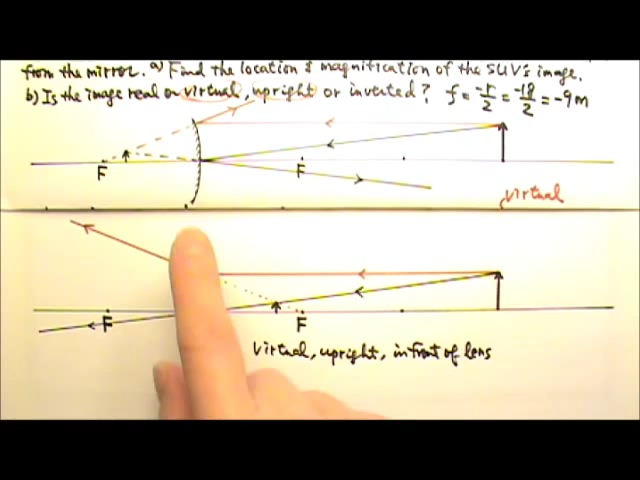 from the mirror. a) Find the location & magnification of the SUV's image.
b) Is the image real or virtual, upright or inverted? f = -r/2 = -18/2 = -9 m
F F
virtual
F F
virtual, upright, in front of lens